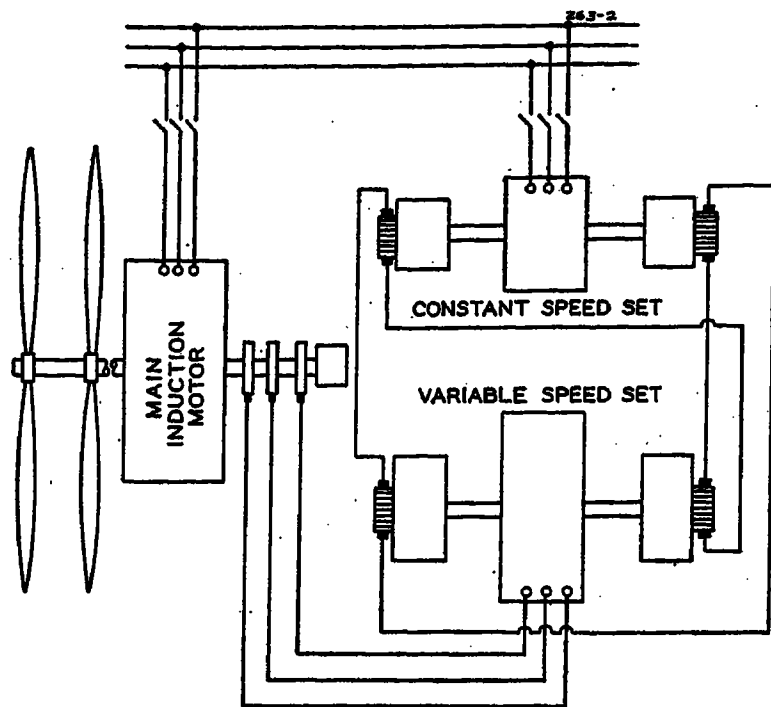 263-2
MAIN
INDUCTION
MOTOR
CONSTANT SPEED SET
VARIABLE SPEED SET